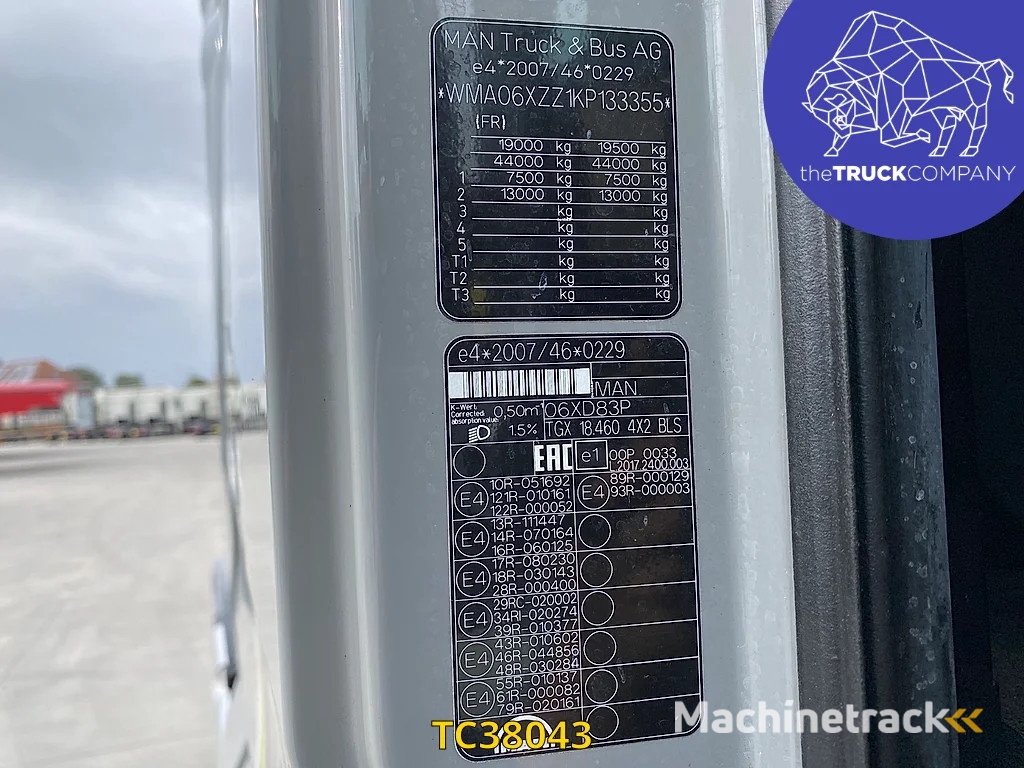 MAN Truck & Bus AG
e4*2007/46*0229
*WMA06XZZ1KP133355*
(FR)
19000 kg 19500 kg
44000 kg 44000 kg
1 7500 kg 7500 kg
2 13000 kg 13000 kg
3 kg kg
4 kg kg
5 kg kg
T1 kg kg
T2 kg kg
T3 kg kg
e4*2007/46*0229
MAN
K-Wert
Corrected
absorption value
0,50m⁻¹ 06XD83P
1.5% TGX 18.460 4X2 BLS
EAC e1 00P 0033
L.2017.2400.003
E4 10R-051692
121R-010161
122R-000052
E4 89R-000129
93R-000003
E4 13R-111447
14R-070164
16R-060125
E4 17R-080230
18R-030143
28R-000400
E4 29RC-020002
34RI-020274
39R-010377
E4 43R-010602
46R-044856
48R-030284
E4 55R-010137
61R-000082
79R-020161
theTRUCKCOMPANY
TC38043
Machinetrack